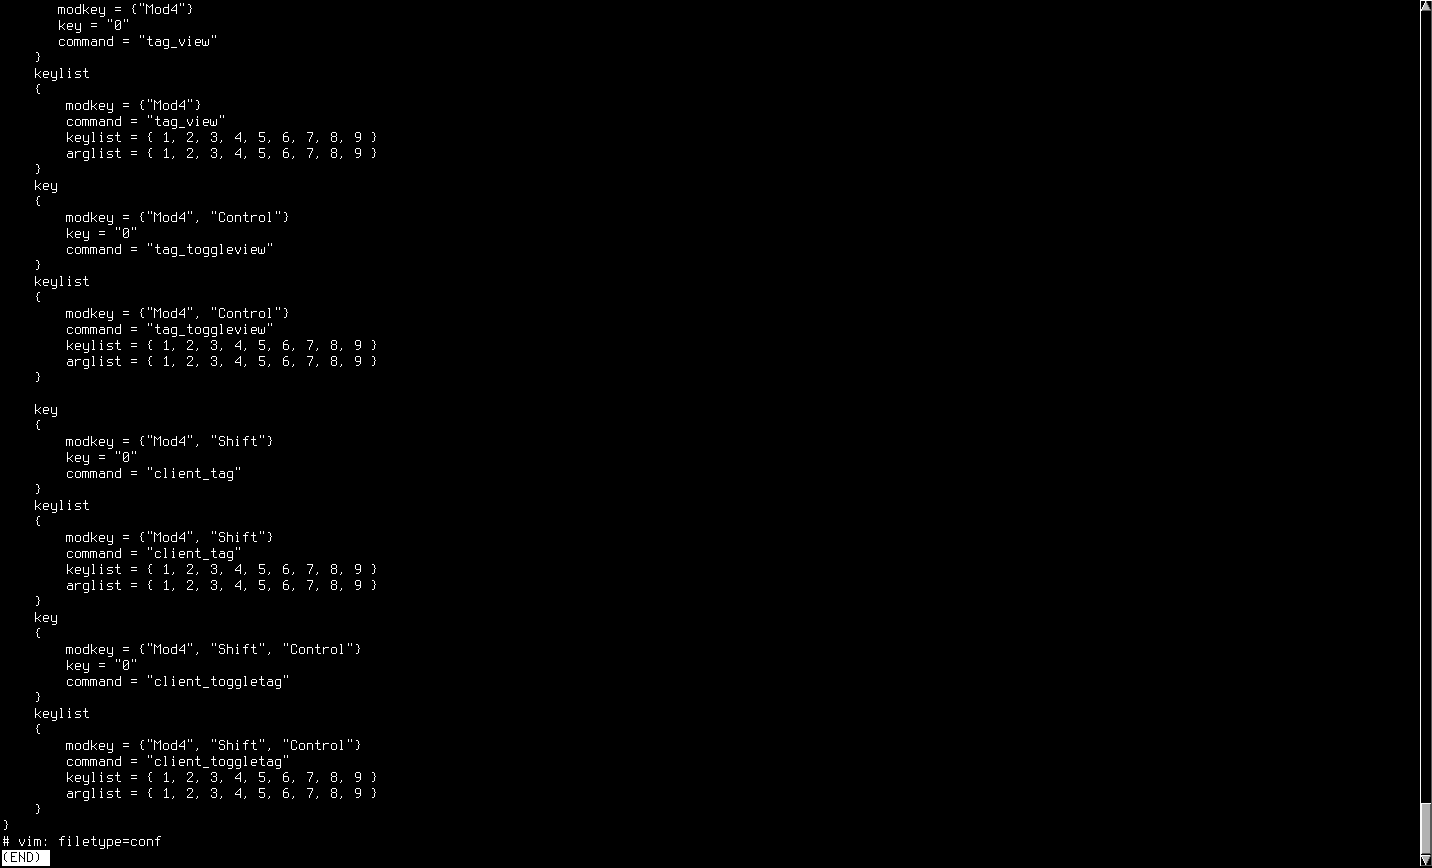 modkey = {"Mod4"}
       key = "0"
       command = "tag_view"
    }
    keylist
    {
        modkey = {"Mod4"}
        command = "tag_view"
        keylist = { 1, 2, 3, 4, 5, 6, 7, 8, 9 }
        arglist = { 1, 2, 3, 4, 5, 6, 7, 8, 9 }
    }
    key
    {
        modkey = {"Mod4", "Control"}
        key = "0"
        command = "tag_toggleview"
    }
    keylist
    {
        modkey = {"Mod4", "Control"}
        command = "tag_toggleview"
        keylist = { 1, 2, 3, 4, 5, 6, 7, 8, 9 }
        arglist = { 1, 2, 3, 4, 5, 6, 7, 8, 9 }
    }

    key
    {
        modkey = {"Mod4", "Shift"}
        key = "0"
        command = "client_tag"
    }
    keylist
    {
        modkey = {"Mod4", "Shift"}
        command = "client_tag"
        keylist = { 1, 2, 3, 4, 5, 6, 7, 8, 9 }
        arglist = { 1, 2, 3, 4, 5, 6, 7, 8, 9 }
    }
    key
    {
        modkey = {"Mod4", "Shift", "Control"}
        key = "0"
        command = "client_toggletag"
    }
    keylist
    {
        modkey = {"Mod4", "Shift", "Control"}
        command = "client_toggletag"
        keylist = { 1, 2, 3, 4, 5, 6, 7, 8, 9 }
        arglist = { 1, 2, 3, 4, 5, 6, 7, 8, 9 }
    }
}
# vim: filetype=conf
(END)